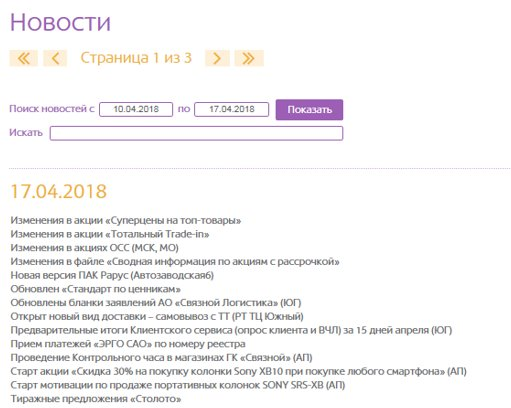 Новости
Страница 1 из 3
Поиск новостей с 10.04.2018 по 17.04.2018 Показать
Искать
17.04.2018
Изменения в акции «Суперцены на топ-товары»
Изменения в акции «Тотальный Trade-in»
Изменения в акциях ОСС (МСК, МО)
Изменения в файле «Сводная информация по акциям с рассрочкой»
Новая версия ПАК Рарус (Автозаводская6)
Обновлен «Стандарт по ценникам»
Обновлены бланки заявлений АО «Связной Логистика» (ЮГ)
Открыт новый вид доставки – самовывоз с ТТ (РТ ТЦ Южный)
Предварительные итоги Клиентского сервиса (опрос клиента и ВЧЛ) за 15 дней апреля (ЮГ)
Прием платежей «ЭРГО САО» по номеру реестра
Проведение Контрольного часа в магазинах ГК «Связной» (АП)
Старт акции «Скидка 30% на покупку колонки Sony XB10 при покупке любого смартфона» (АП)
Старт мотивации по продаже портативных колонок SONY SRS-XB (АП)
Тиражные предложения «Столото»